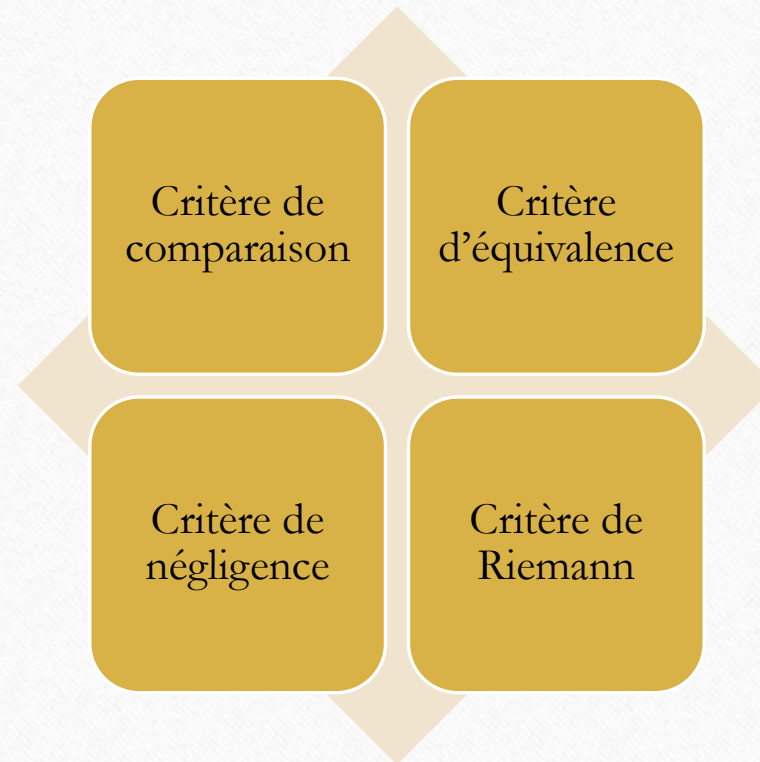 Critère de
comparaison
Critère
d'équivalence
Critère de
négligence
Critère de
Riemann